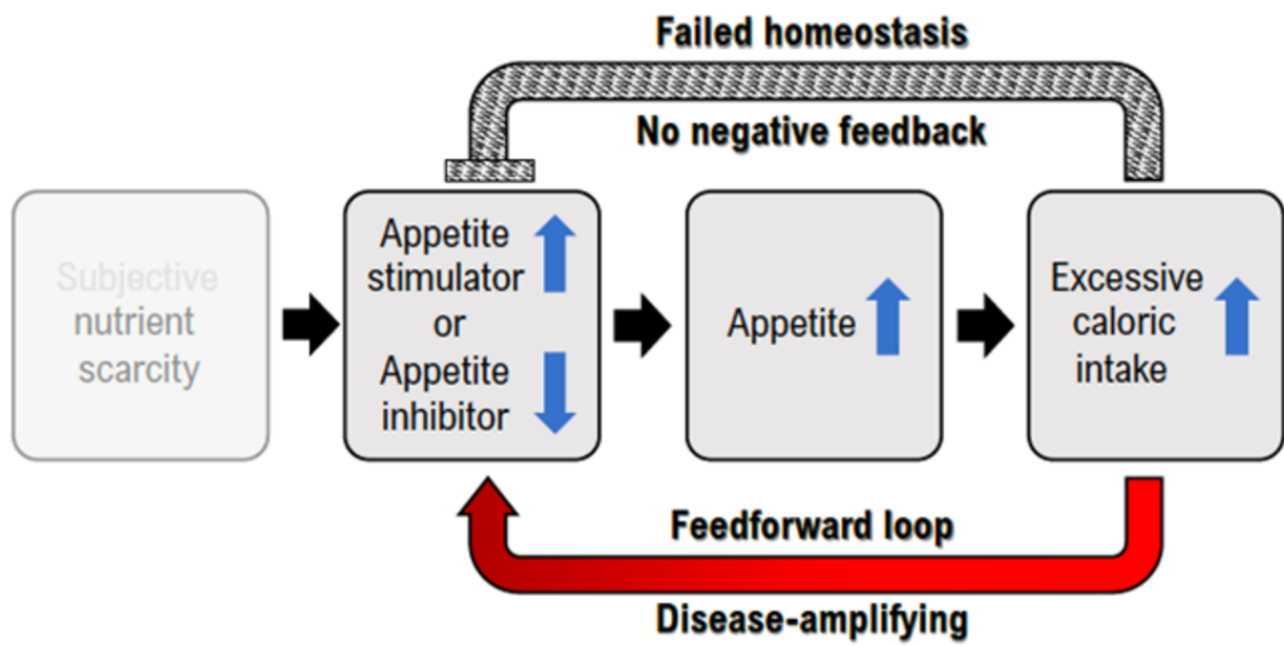 Failed homeostasis
No negative feedback
Subjective
nutrient
scarcity
Appetite
stimulator
or
Appetite
inhibitor
Appetite
Excessive
caloric
intake
Feedforward loop
Disease-amplifying